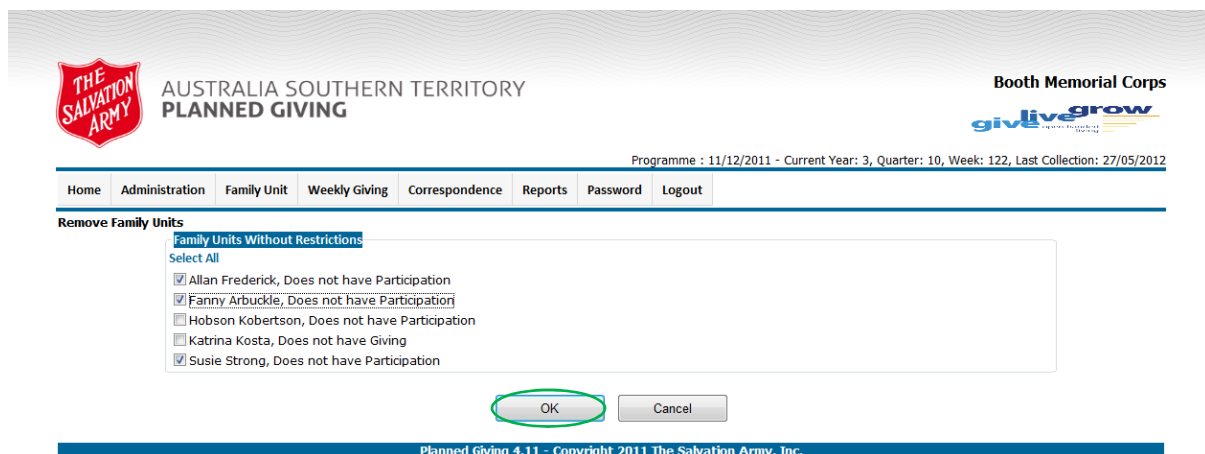 THE
SALVATION
ARMY
AUSTRALIA SOUTHERN TERRITORY
PLANNED GIVING
Booth Memorial Corps
givelivegrow
open handed
living
Programme : 11/12/2011 - Current Year: 3, Quarter: 10, Week: 122, Last Collection: 27/05/2012
Home Administration Family Unit Weekly Giving Correspondence Reports Password Logout
Remove Family Units
Family Units Without Restrictions
Select All
Allan Frederick, Does not have Participation
Fanny Arbuckle, Does not have Participation
Hobson Kobertson, Does not have Participation
Katrina Kosta, Does not have Giving
Susie Strong, Does not have Participation
OK Cancel
Planned Giving 4.11 - Copyright 2011 The Salvation Army, Inc.